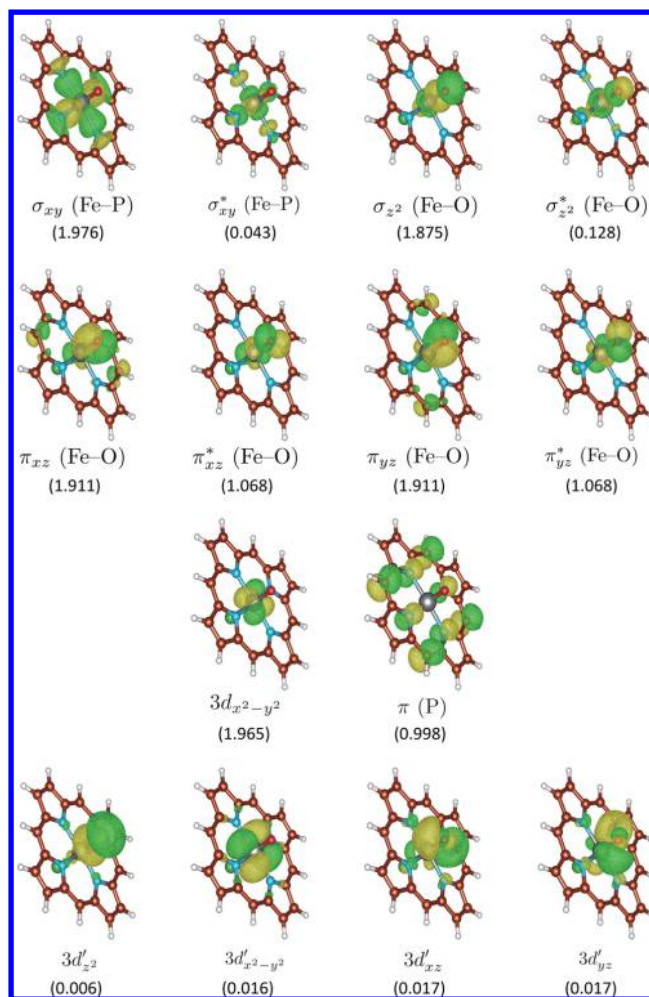 σxy (Fe–P) σ*xy (Fe–P) σz² (Fe–O) σ*z² (Fe–O)
(1.976) (0.043) (1.875) (0.128)
πxz (Fe–O) π*xz (Fe–O) πyz (Fe–O) π*yz (Fe–O)
(1.911) (1.068) (1.911) (1.068)
3dx²−y² π (P)
(1.965) (0.998)
3d′z² 3d′x²−y² 3d′xz 3d′yz
(0.006) (0.016) (0.017) (0.017)